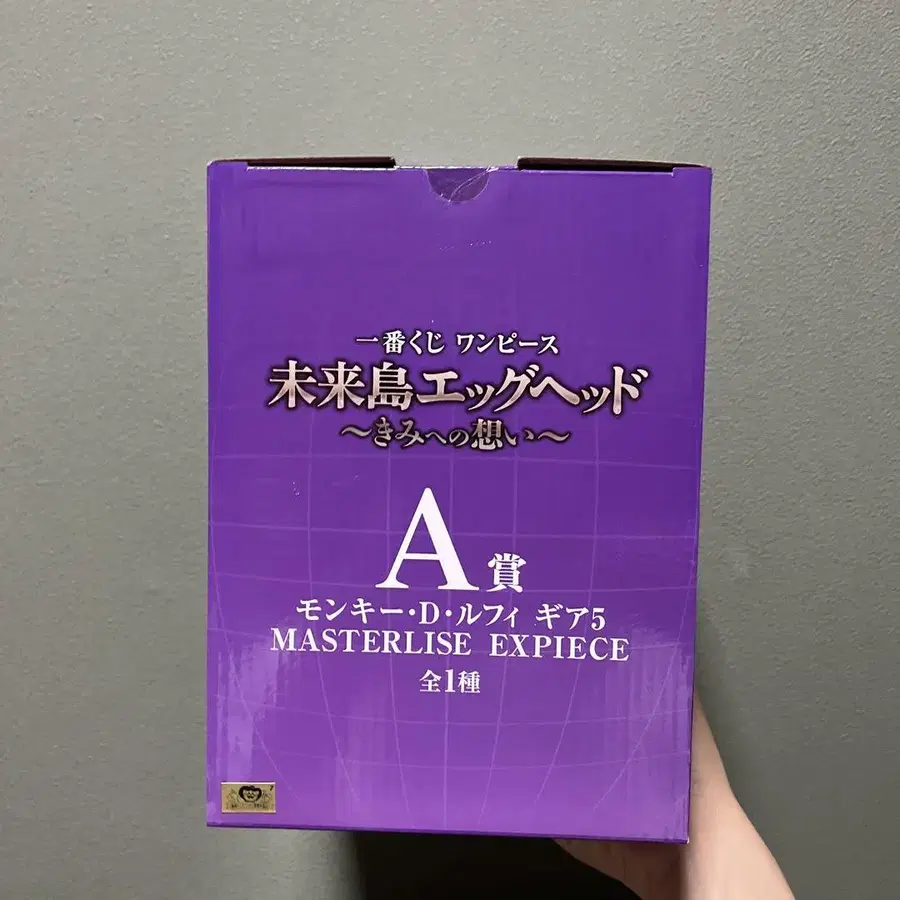 一番くじ ワンピース
未来島エッグヘッド
～きみへの想い～
A賞
モンキー・D・ルフィ ギア5
MASTERLISE EXPIECE
全1種